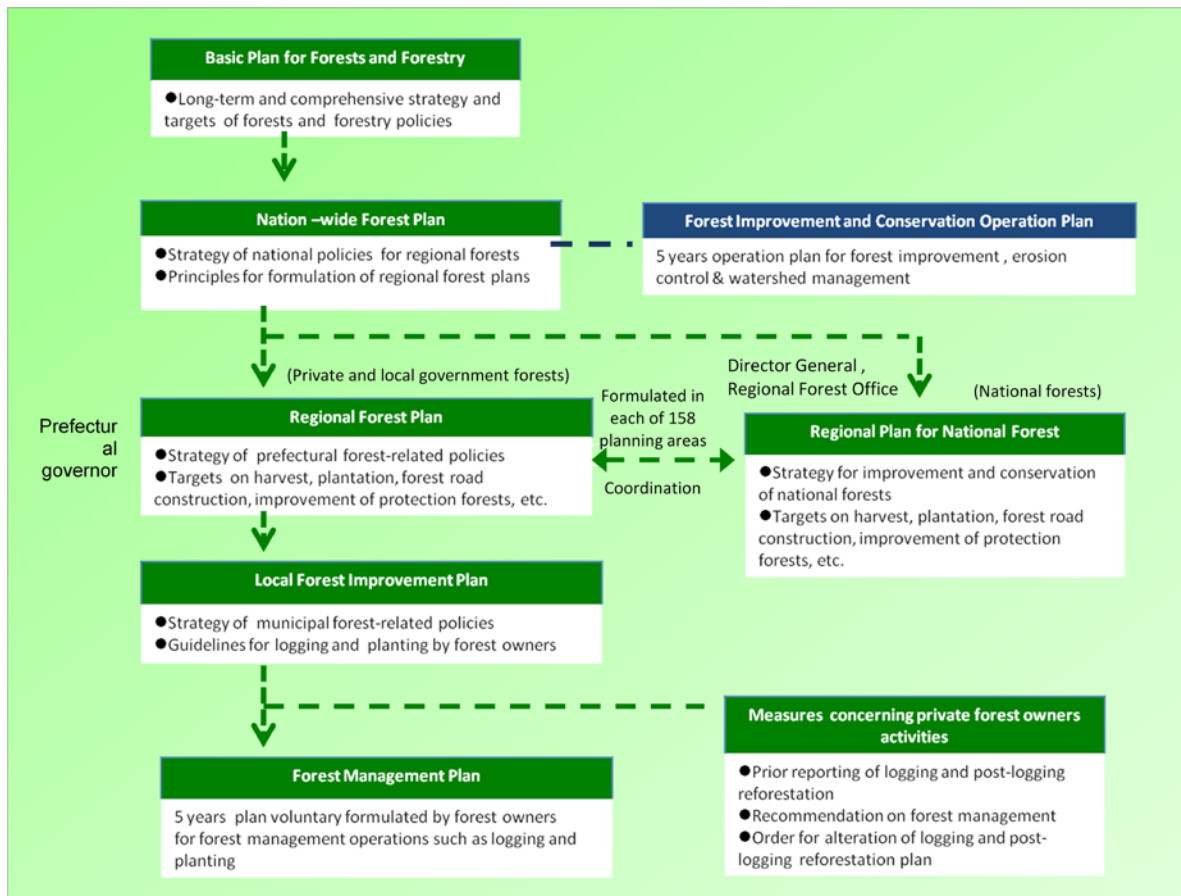 Basic Plan for Forests and Forestry
●Long-term and comprehensive strategy and
targets of forests and forestry policies
Nation –wide Forest Plan
●Strategy of national policies for regional forests
●Principles for formulation of regional forest plans
Forest Improvement and Conservation Operation Plan
5 years operation plan for forest improvement , erosion
control & watershed management
(Private and local government forests)
Director General ,
Regional Forest Office
(National forests)
Prefectur
al
governor
Regional Forest Plan
●Strategy of prefectural forest-related policies
●Targets on harvest, plantation, forest road
construction, improvement of protection forests, etc.
Formulated in
each of 158
planning areas
Coordination
Regional Plan for National Forest
●Strategy for improvement and conservation
of national forests
●Targets on harvest, plantation, forest road
construction, improvement of protection
forests, etc.
Local Forest Improvement Plan
●Strategy of municipal forest-related policies
●Guidelines for logging and planting by forest owners
Measures concerning private forest owners
activities
●Prior reporting of logging and post-logging
reforestation
●Recommendation on forest management
●Order for alteration of logging and post-
logging reforestation plan
Forest Management Plan
5 years plan voluntary formulated by forest owners
for forest management operations such as logging and
planting